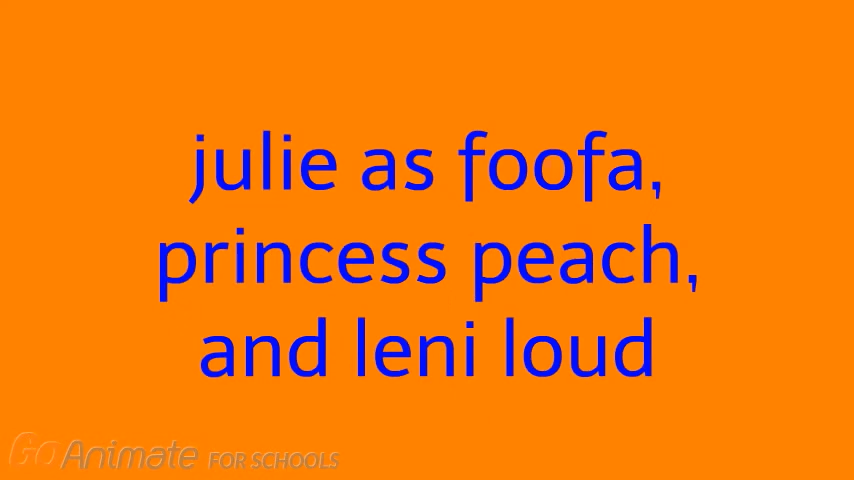 julie as foofa,
princess peach,
and leni loud
GoAnimate FOR SCHOOLS